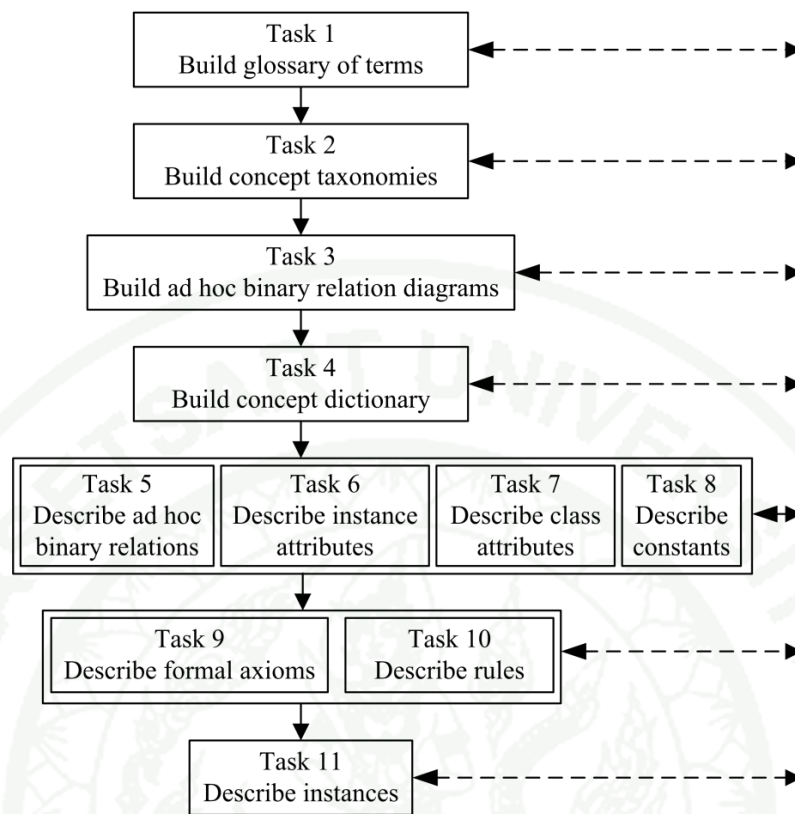 Task 1
Build glossary of terms
Task 2
Build concept taxonomies
Task 3
Build ad hoc binary relation diagrams
Task 4
Build concept dictionary
Task 5
Describe ad hoc
binary relations
Task 6
Describe instance
attributes
Task 7
Describe class
attributes
Task 8
Describe
constants
Task 9
Describe formal axioms
Task 10
Describe rules
Task 11
Describe instances